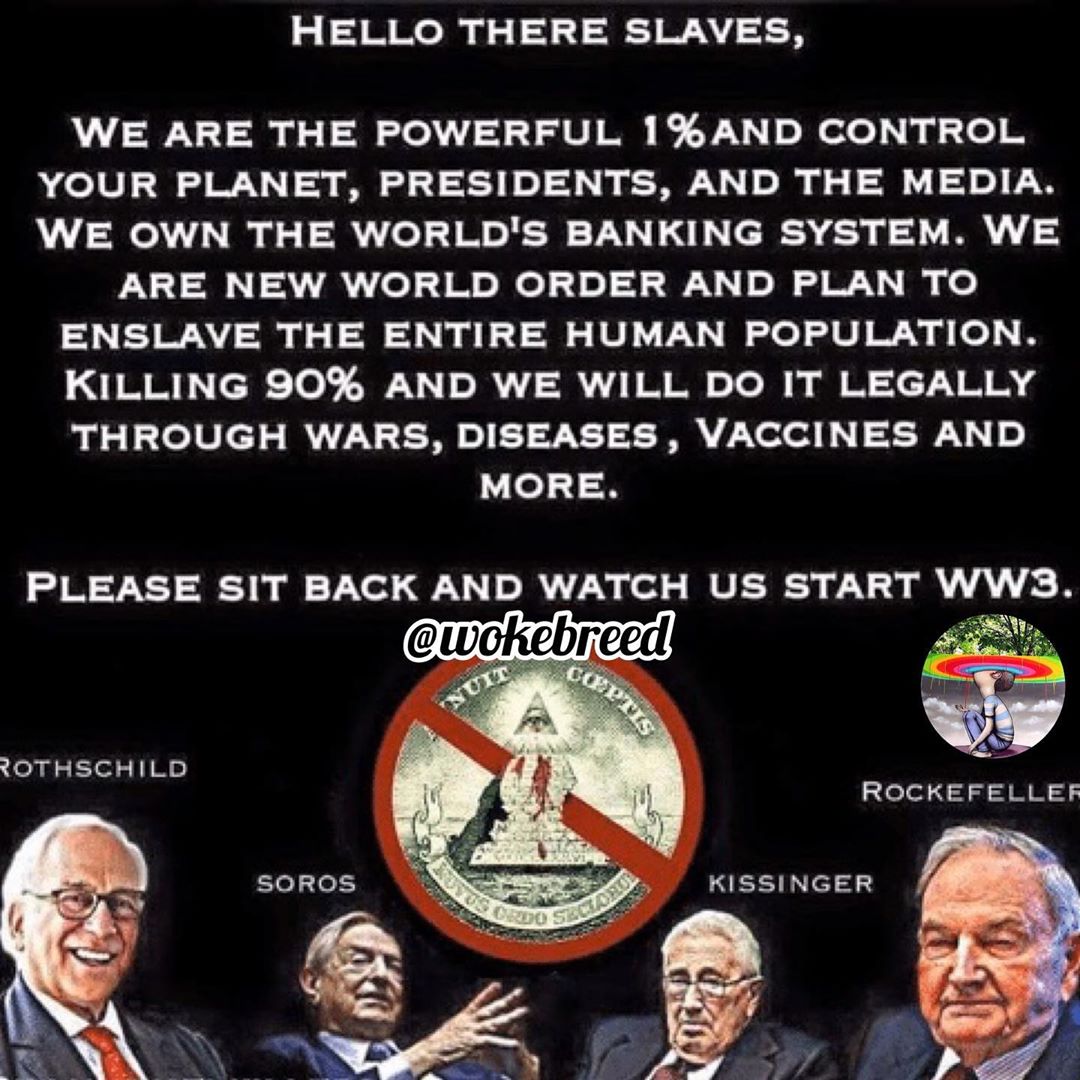 HELLO THERE SLAVES,
WE ARE THE POWERFUL 1%AND CONTROL
YOUR PLANET, PRESIDENTS, AND THE MEDIA.
WE OWN THE WORLD'S BANKING SYSTEM. WE
ARE NEW WORLD ORDER AND PLAN TO
ENSLAVE THE ENTIRE HUMAN POPULATION.
KILLING 90% AND WE WILL DO IT LEGALLY
THROUGH WARS, DISEASES, VACCINES AND
MORE.
PLEASE SIT BACK AND WATCH US START WW3.
@wokebreed
NUIT CŒPTIS
ROTHSCHILD
ROCKEFELLER
SOROS
KISSINGER
ORDO